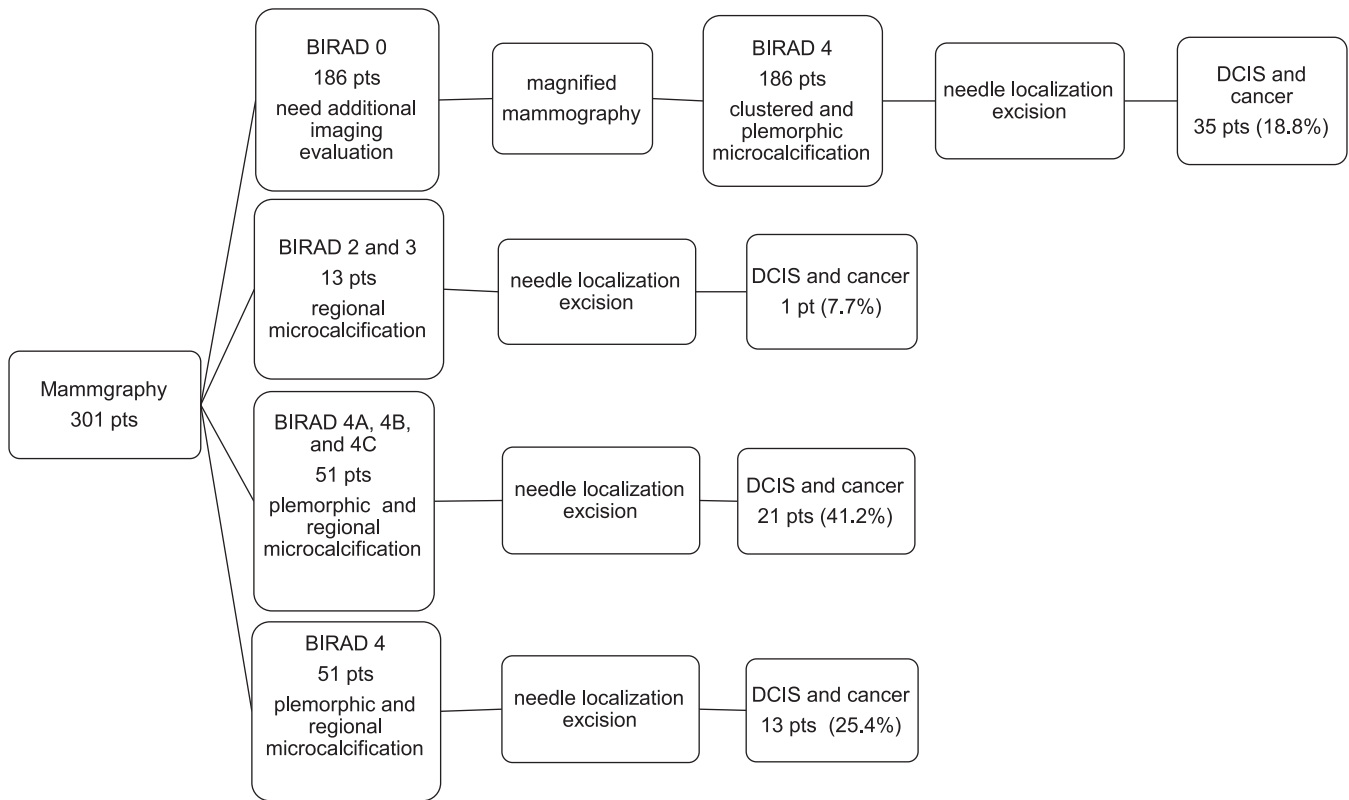 Mammgraphy
301 pts
BIRAD 0
186 pts
need additional
imaging
evaluation
magnified
mammography
BIRAD 4
186 pts
clustered and
plemorphic
microcalcification
needle localization
excision
DCIS and
cancer
35 pts (18.8%)
BIRAD 2 and 3
13 pts
regional
microcalcification
needle localization
excision
DCIS and cancer
1 pt (7.7%)
BIRAD 4A, 4B,
and 4C
51 pts
plemorphic and
regional
microcalcification
needle localization
excision
DCIS and cancer
21 pts (41.2%)
BIRAD 4
51 pts
plemorphic and
regional
microcalcification
needle localization
excision
DCIS and cancer
13 pts (25.4%)